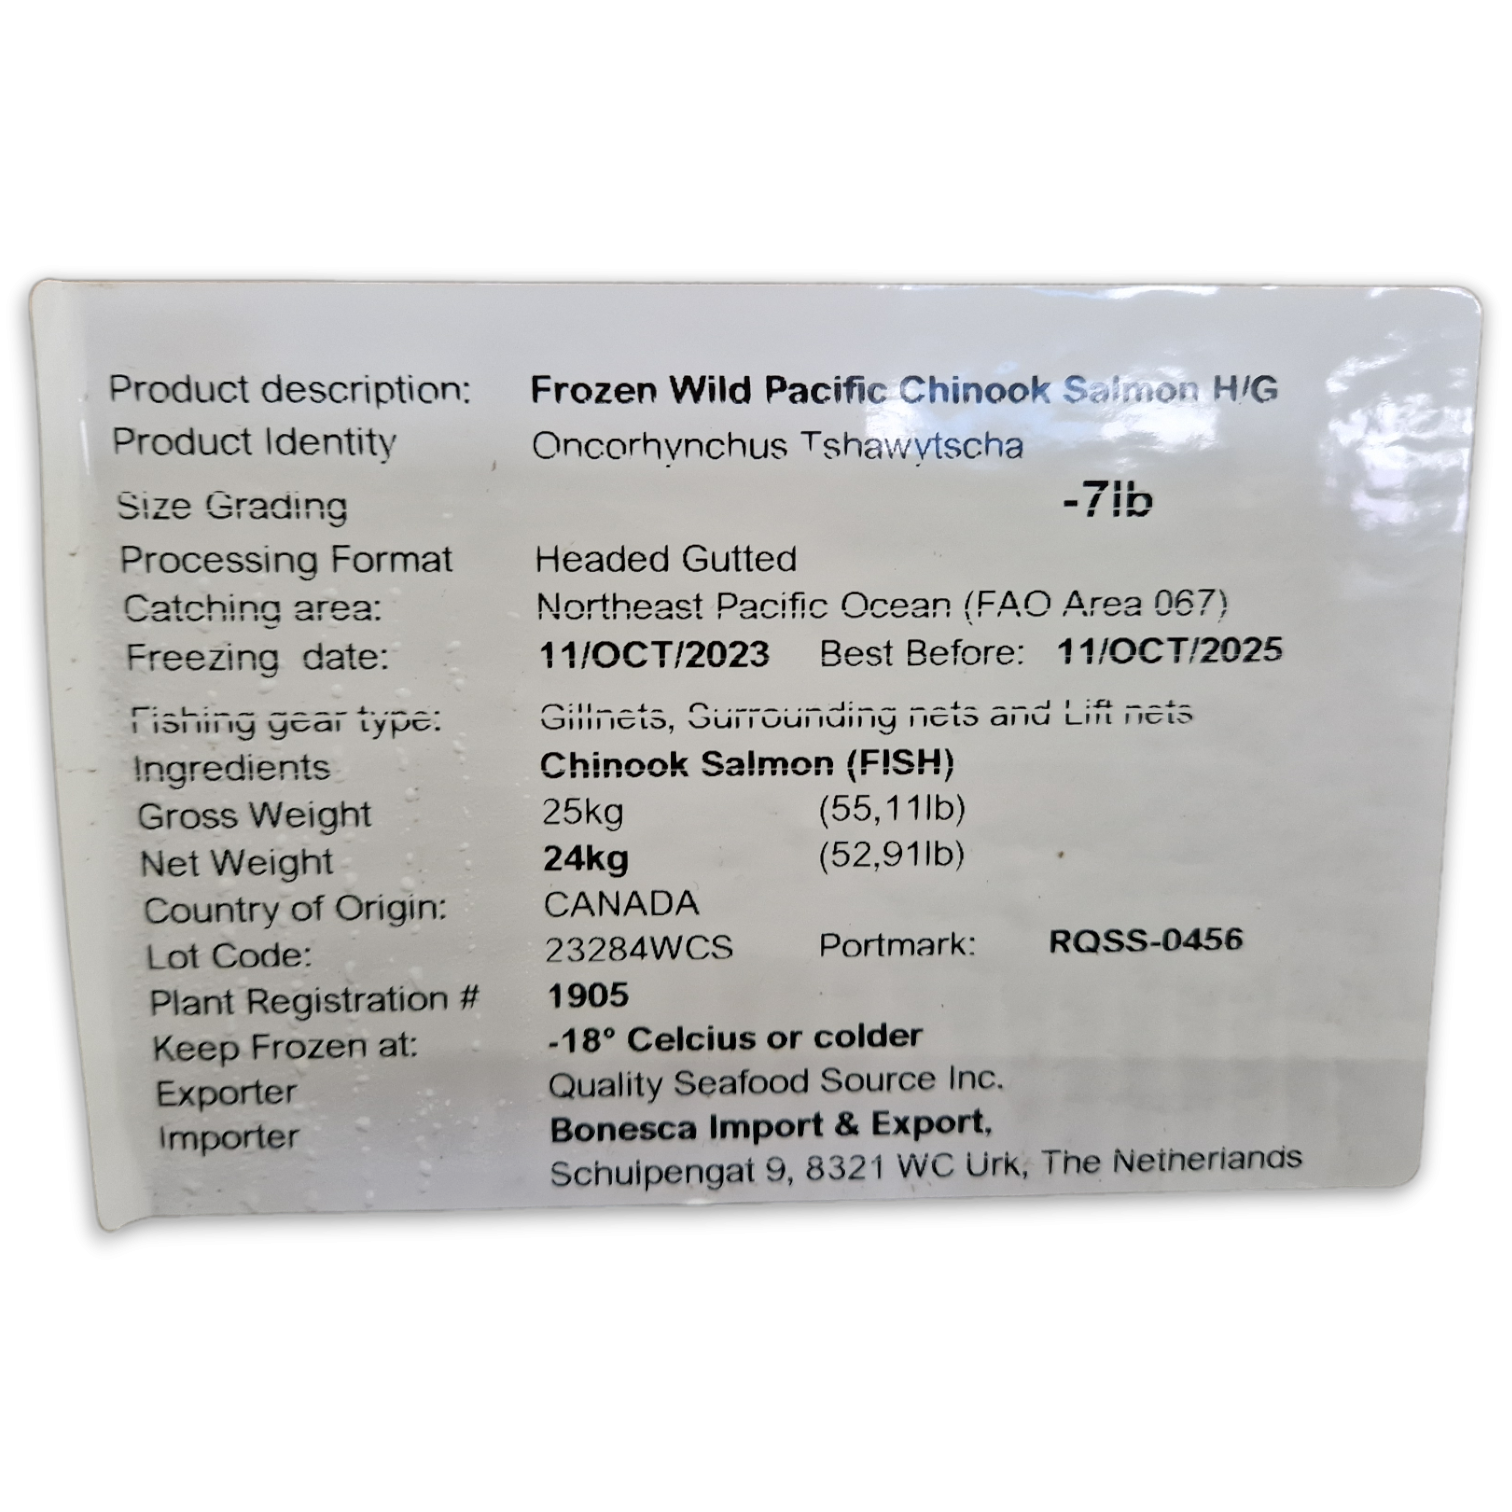 Product description: Frozen Wild Pacific Chinook Salmon H/G
Product Identity Oncorhynchus Tshawytscha
Size Grading -7lb
Processing Format Headed Gutted
Catching area: Northeast Pacific Ocean (FAO Area 067)
Freezing date: 11/OCT/2023 Best Before: 11/OCT/2025
Fishing gear type: Gillnets, Surrounding nets and Lift nets
Ingredients Chinook Salmon (FISH)
Gross Weight 25kg (55,11lb)
Net Weight 24kg (52,91lb)
Country of Origin: CANADA
Lot Code: 23284WCS Portmark: RQSS-0456
Plant Registration # 1905
Keep Frozen at: -18° Celcius or colder
Exporter Quality Seafood Source Inc.
Importer Bonesca Import & Export,
Schulpengat 9, 8321 WC Urk, The Netherlands